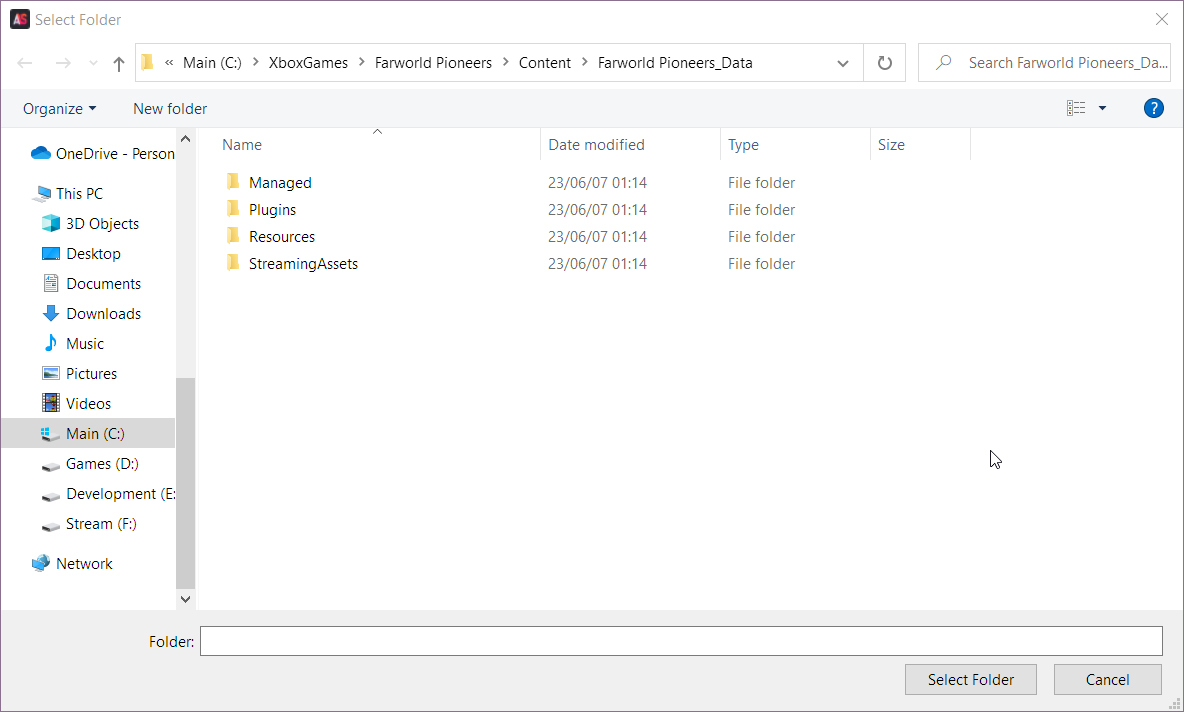 AS Select Folder
« Main (C:) > XboxGames > Farworld Pioneers > Content > Farworld Pioneers_Data
Search Farworld Pioneers_Da...
Organize New folder ?
Name Date modified Type Size
OneDrive - Person
This PC
3D Objects
Desktop
Documents
Downloads
Music
Pictures
Videos
Main (C:)
Games (D:)
Development (E:
Stream (F:)
Network
Managed 23/06/07 01:14 File folder
Plugins 23/06/07 01:14 File folder
Resources 23/06/07 01:14 File folder
StreamingAssets 23/06/07 01:14 File folder
Folder:
Select Folder Cancel